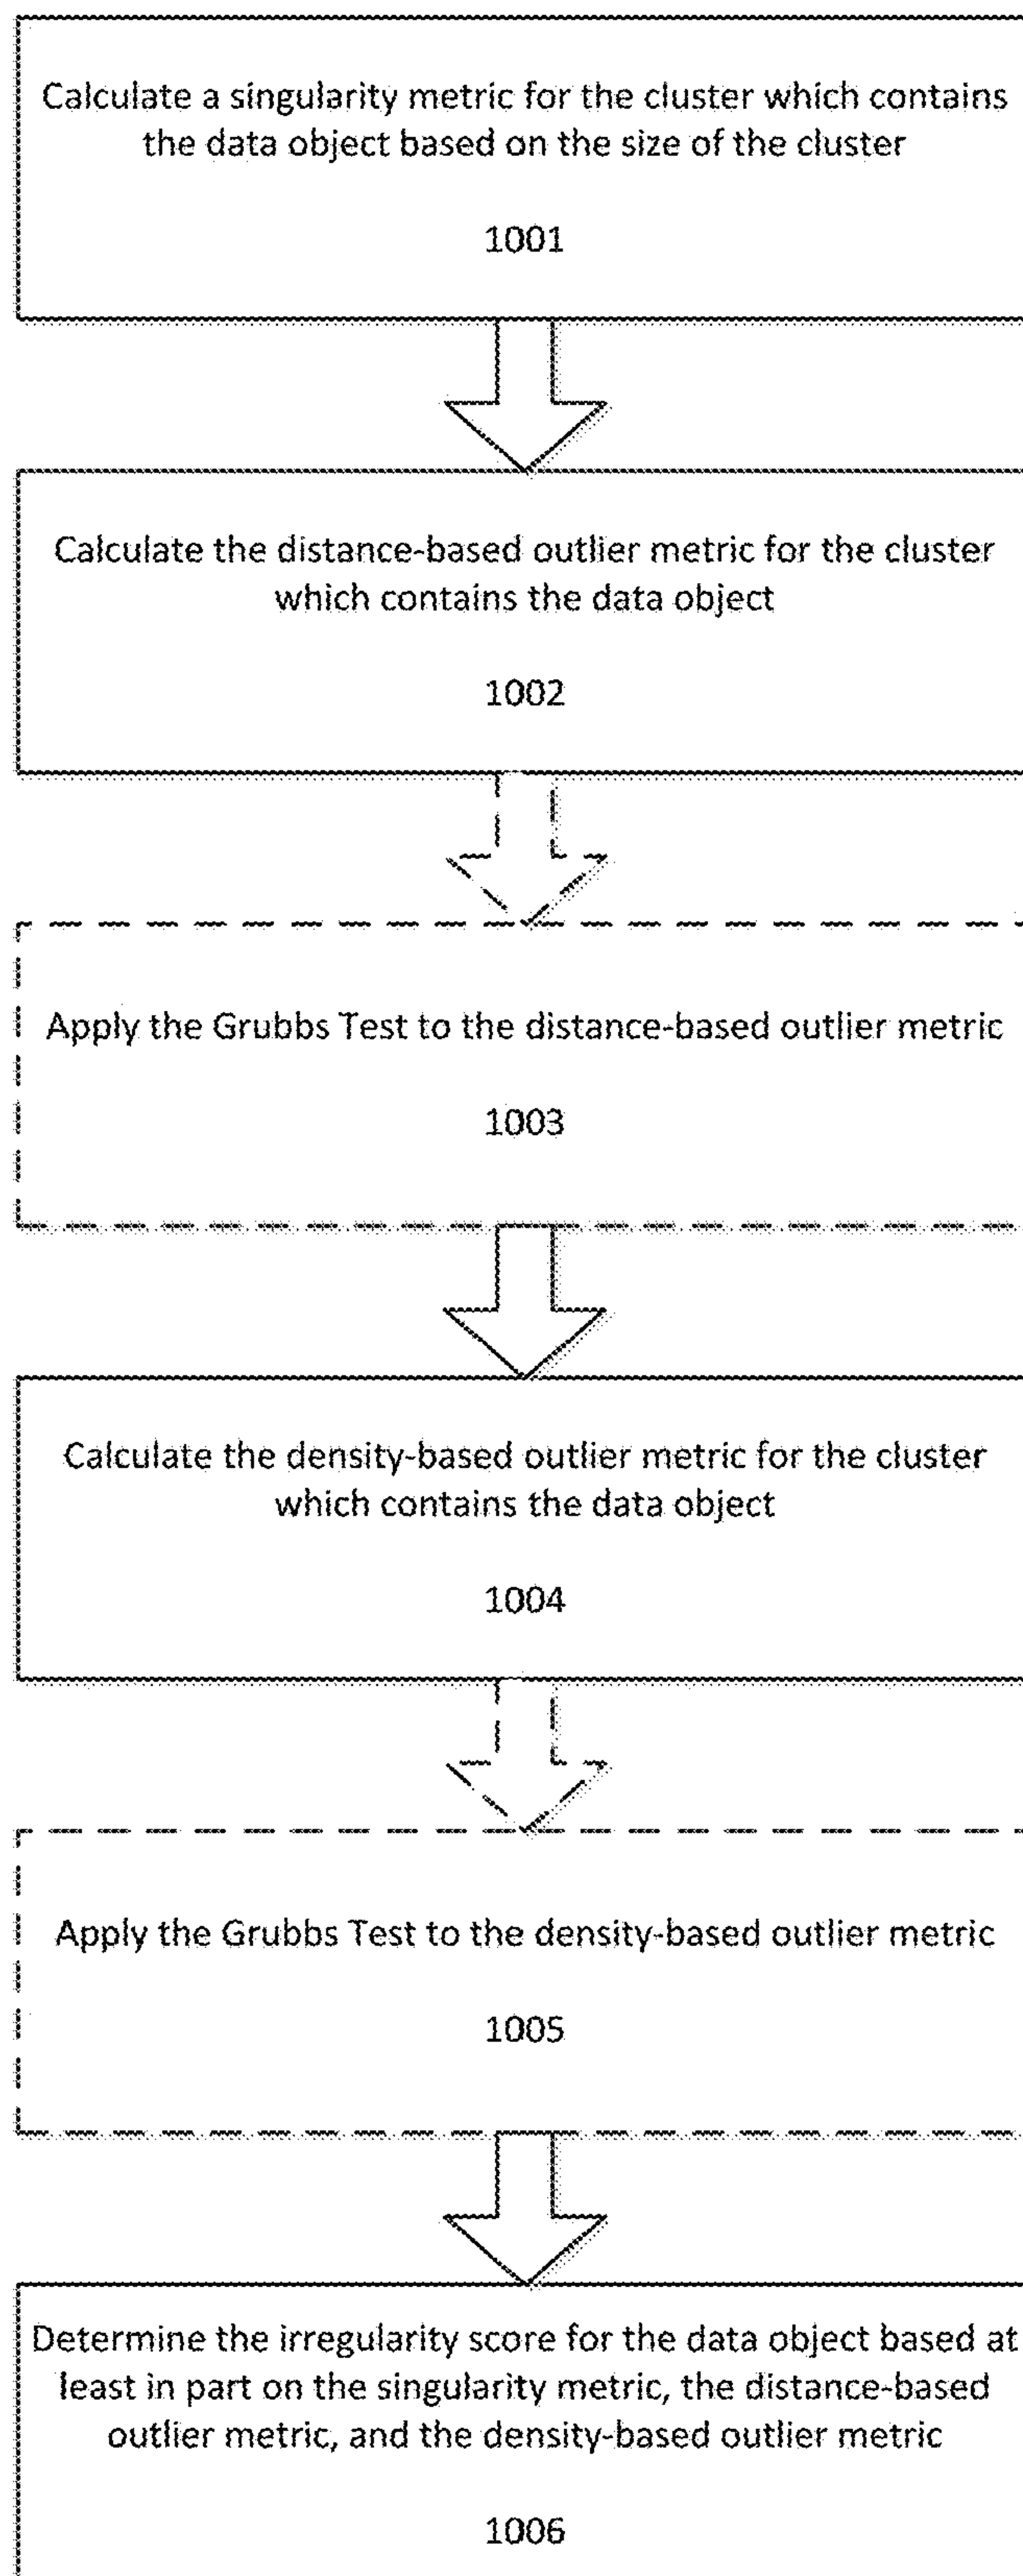 Calculate a singularity metric for the cluster which contains
the data object based on the size of the cluster
1001
Calculate the distance-based outlier metric for the cluster
which contains the data object
1002
Apply the Grubbs Test to the distance-based outlier metric
1003
Calculate the density-based outlier metric for the cluster
which contains the data object
1004
Apply the Grubbs Test to the density-based outlier metric
1005
Determine the irregularity score for the data object based at
least in part on the singularity metric, the distance-based
outlier metric, and the density-based outlier metric
1006